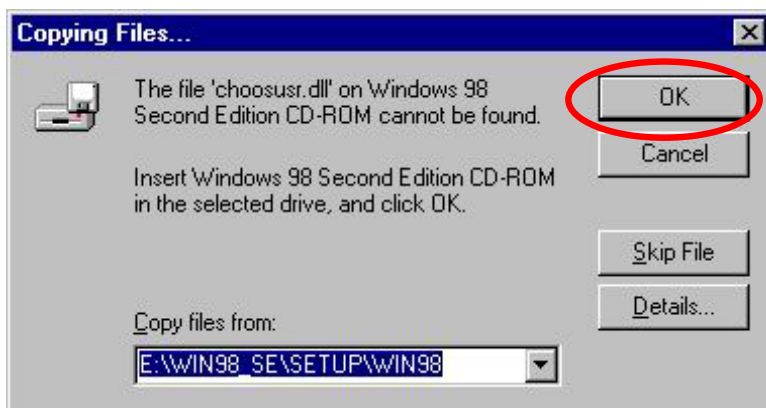 Copying Files...
The file 'choosusr.dll' on Windows 98
Second Edition CD-ROM cannot be found.
OK
Cancel
Insert Windows 98 Second Edition CD-ROM
in the selected drive, and click OK.
Skip File
Details...
Copy files from:
E:\WIN98_SE\SETUP\WIN98